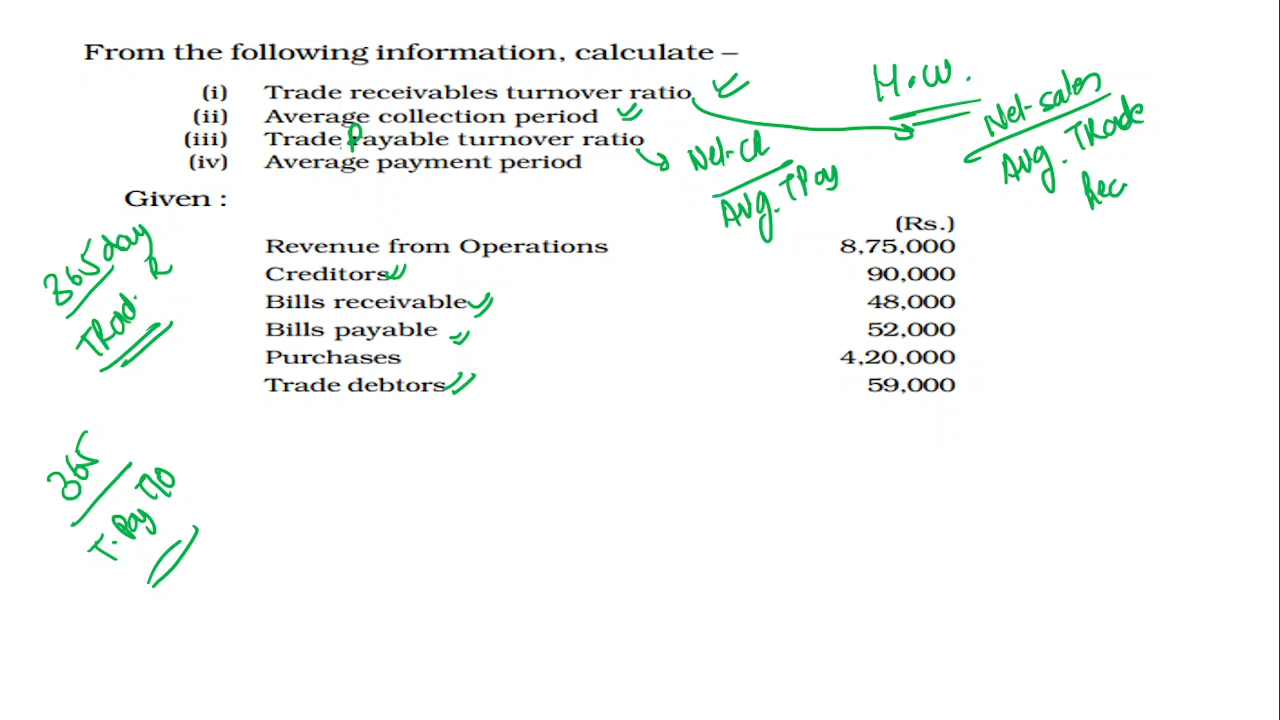 From the following information, calculate –
H.W.
(i) Trade receivables turnover ratio
(ii) Average collection period
(iii) Trade Payable turnover ratio
(iv) Average payment period
Net-sales
Avg. Trade
Rec
Net-Cr
Avg. T Pay
Given :
(Rs.)
Revenue from Operations 8,75,000
Creditors 90,000
Bills receivable 48,000
Bills payable 52,000
Purchases 4,20,000
Trade debtors 59,000
365 day
TRad. R
365
T. Pay T/O